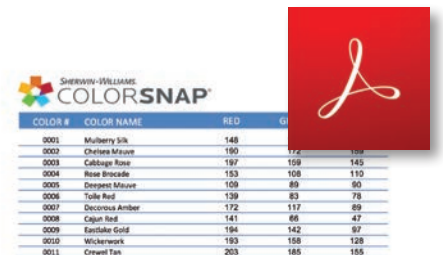 SHERWIN-WILLIAMS.
COLORSNAP
COLOR # COLOR NAME RED
0001 Mulberry Silk 148
0002 Chelsea Mauve 190 172 159
0003 Cabbage Rose 197 159 145
0004 Rose Brocade 153 108 110
0005 Deepest Mauve 109 89 90
0006 Toile Red 139 83 78
0007 Decorous Amber 172 117 89
0008 Cajun Red 141 66 47
0009 Eastlake Gold 194 142 97
0010 Wickerwork 193 158 128
0011 Crewel Tan 203 185 155